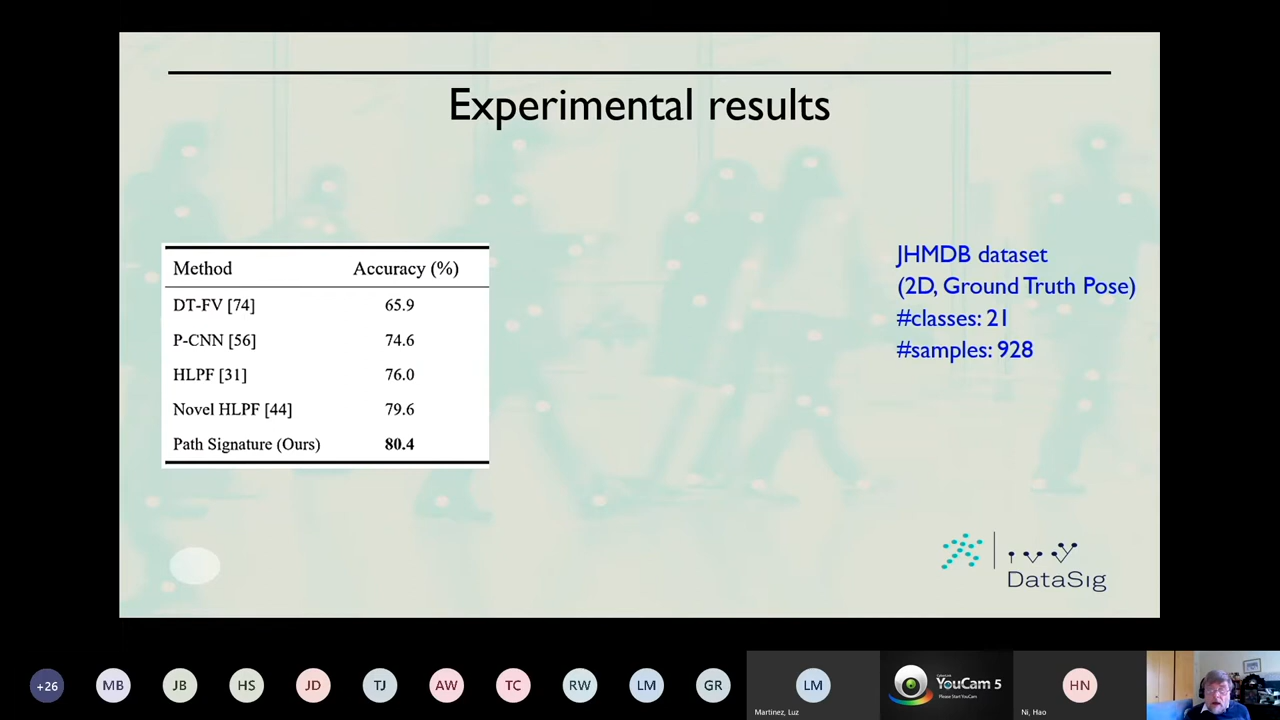 Experimental results
Method Accuracy (%)
DT-FV [74] 65.9
P-CNN [56] 74.6
HLPF [31] 76.0
Novel HLPF [44] 79.6
Path Signature (Ours) 80.4
JHMDB dataset
(2D, Ground Truth Pose)
#classes: 21
#samples: 928
DataSig
+26
MB
JB
HS
JD
TJ
AW
TC
RW
LM
GR
LM
Martinez, Luz
YouCam 5
Please Start YouCam
HN
Ni, Hao